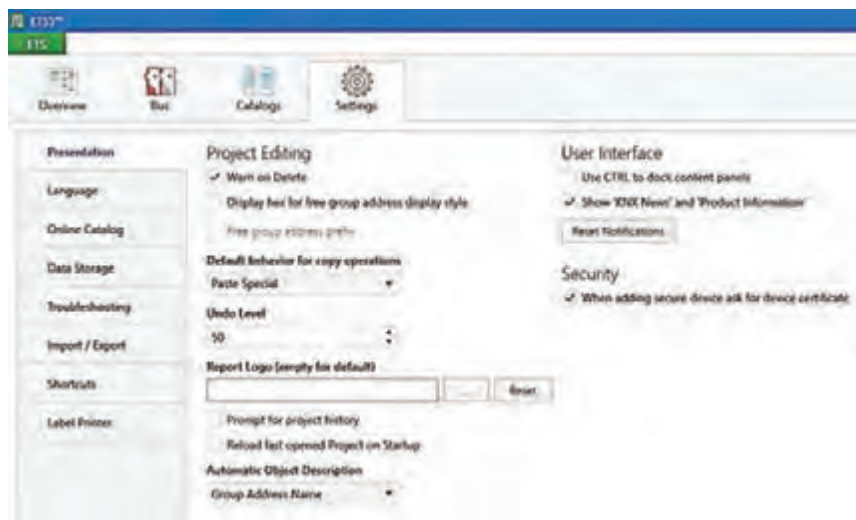 ETS5™
ETS
Overview
Bus
Catalogs
Settings
Presentation
Language
Online Catalog
Data Storage
Troubleshooting
Import / Export
Shortcuts
Label Printer
Project Editing
Warn on Delete
Display hex for free group address display style
Free group address prefix
Default behavior for copy operations
Paste Special
Undo Level
50
Report Logo (empty for default)
...
Reset
Prompt for project history
Reload last opened Project on Startup
Automatic Object Description
Group Address Name
User Interface
Use CTRL to dock content panels
Show 'KNX News' and 'Product Information'
Reset Notifications
Security
When adding secure device ask for device certificate